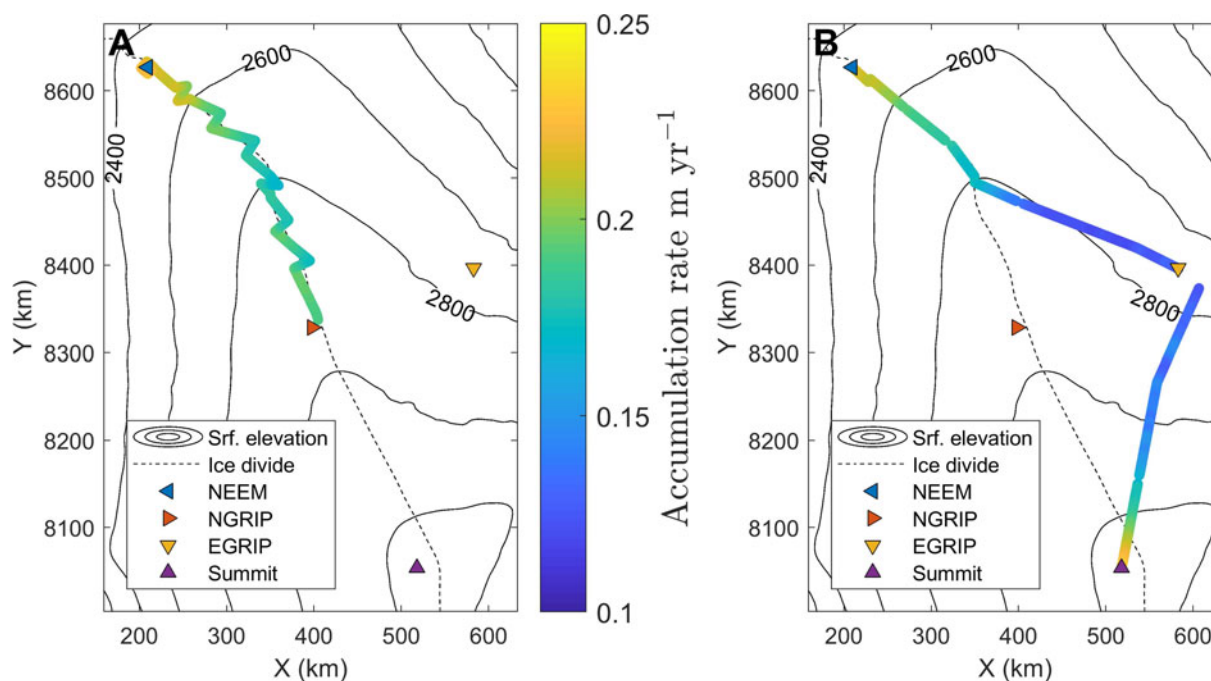 A
2600
2400
2800
8600
8500
8400
8300
8200
8100
Y (km)
Srf. elevation
Ice divide
NEEM
NGRIP
EGRIP
Summit
200 300 400 500 600
X (km)
0.25
0.2
0.15
0.1
Accumulation rate m yr−1
B
2600
2400
2800
8600
8500
8400
8300
8200
8100
Y (km)
Srf. elevation
Ice divide
NEEM
NGRIP
EGRIP
Summit
200 300 400 500 600
X (km)